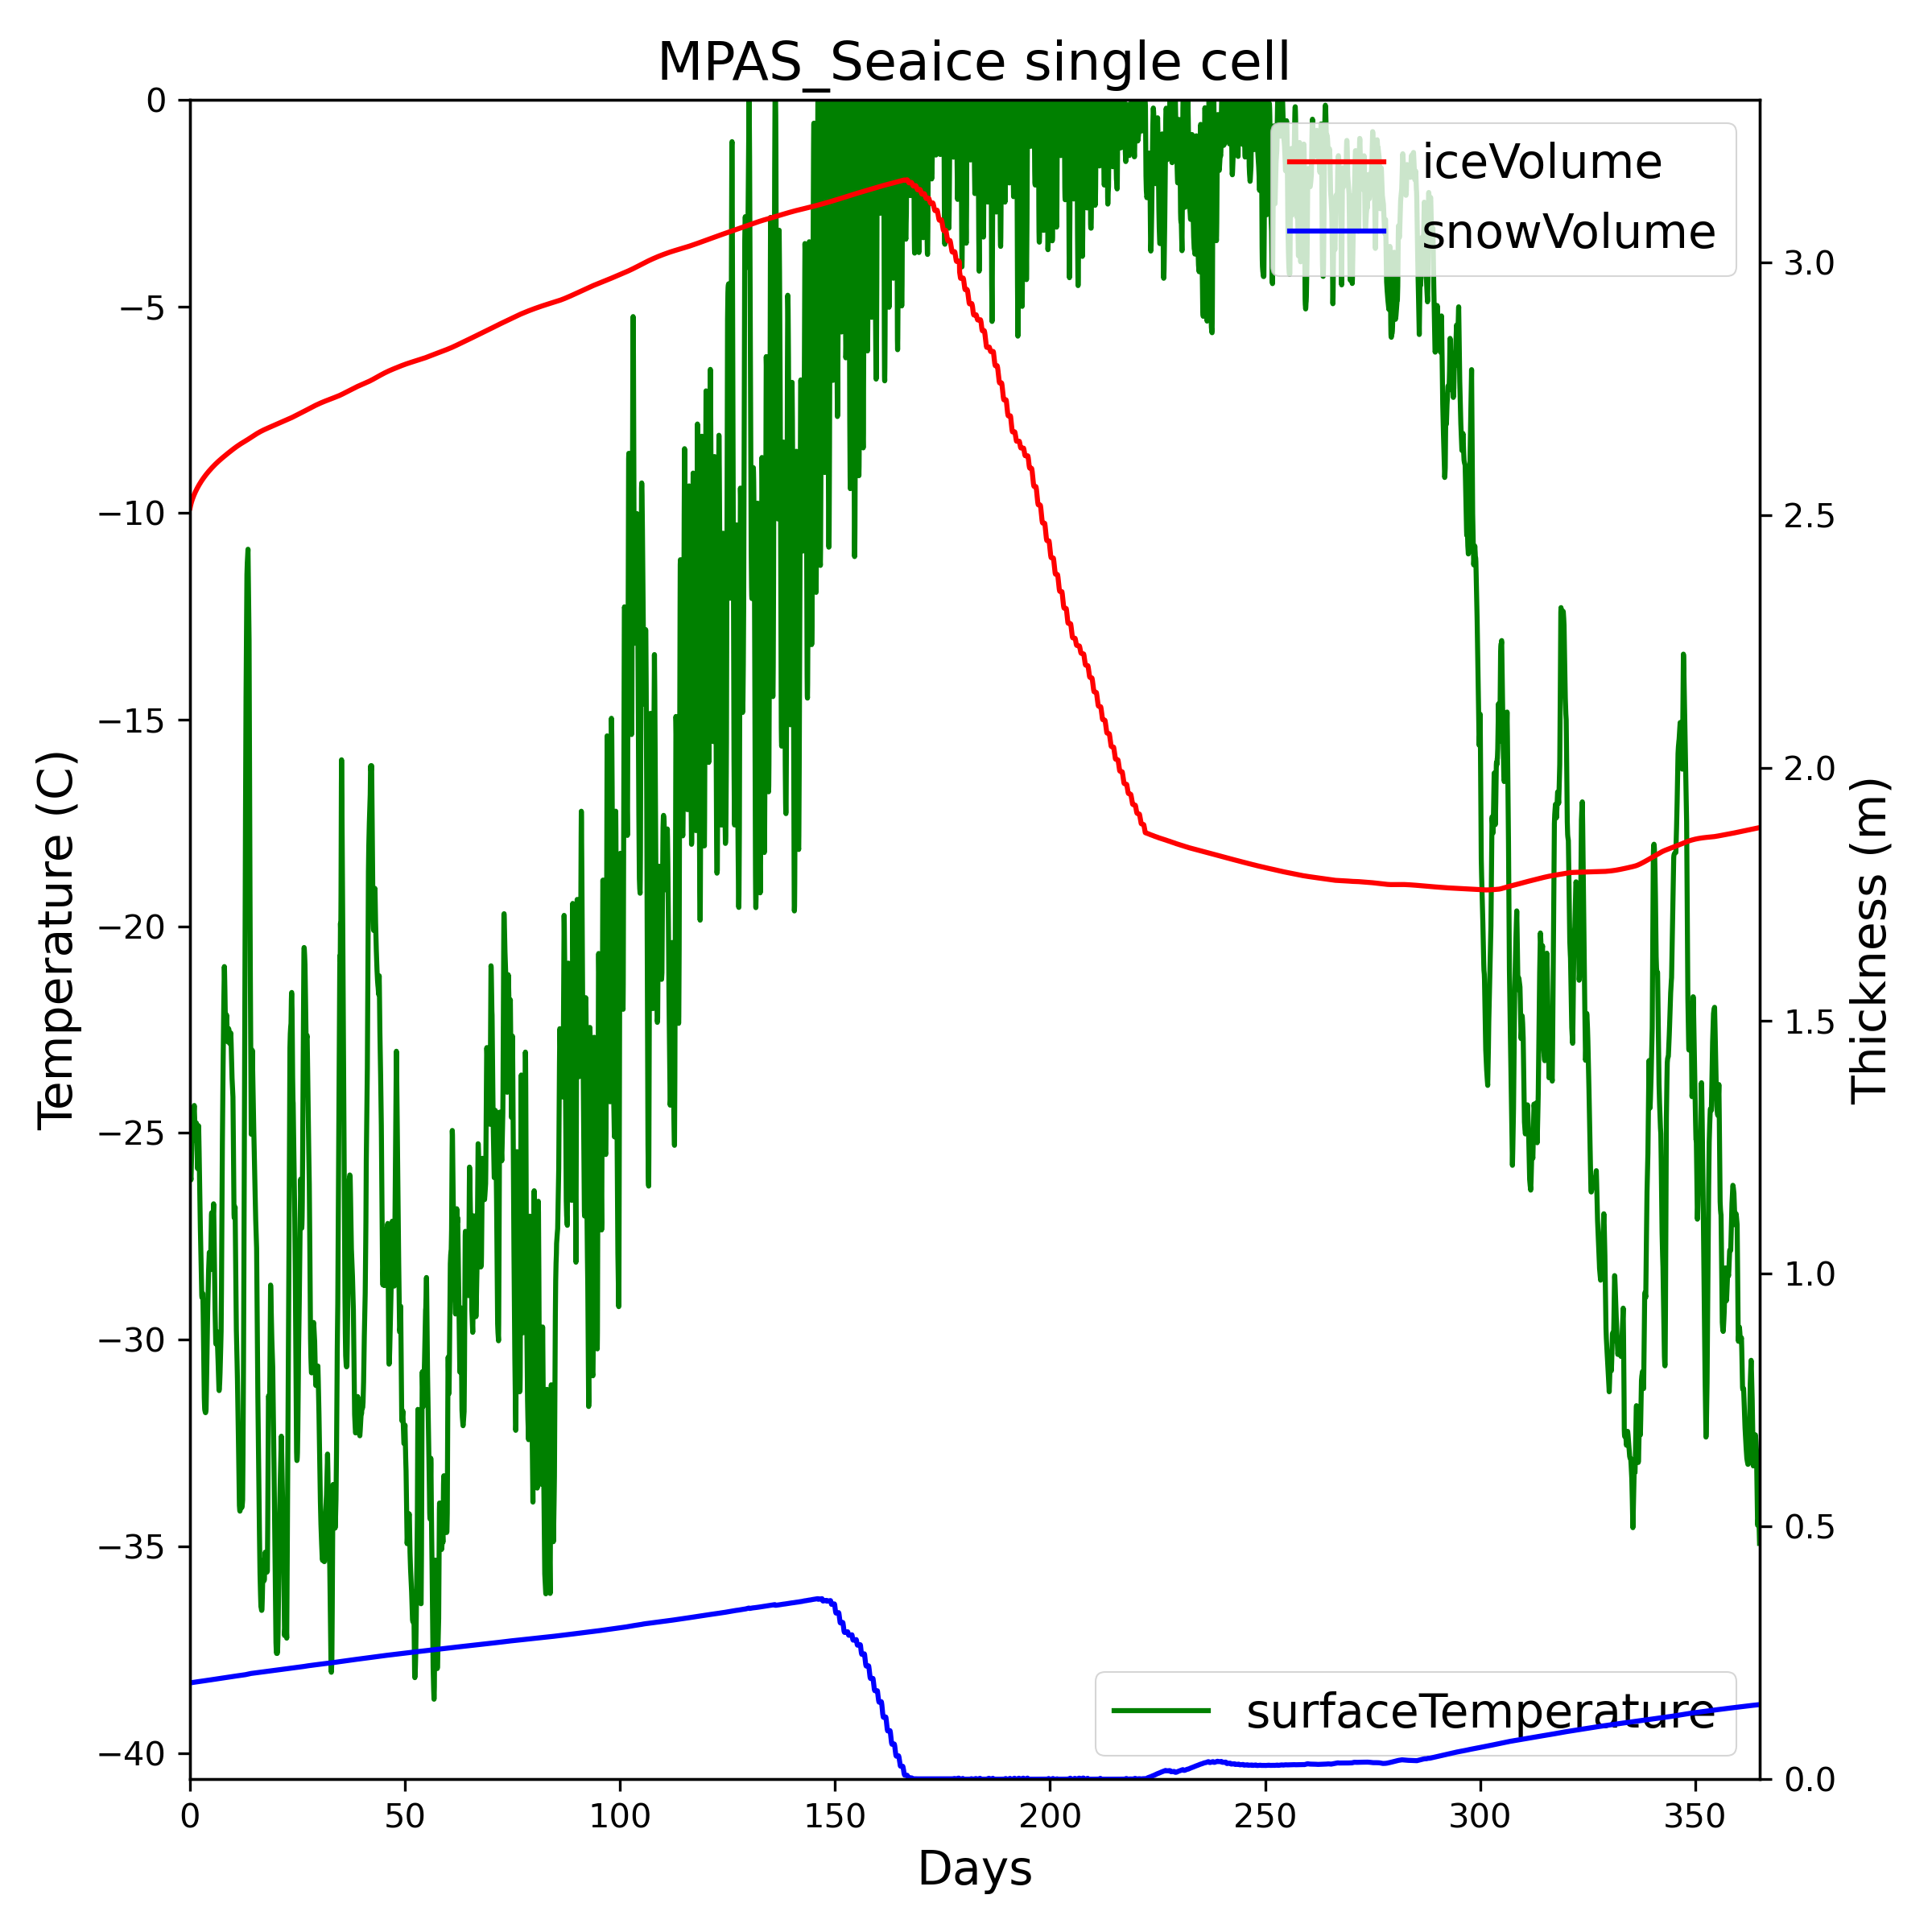 MPAS_Seaice single cell
0
−5
−10
−15
−20
−25
−30
−35
−40
Temperature (C)
iceVolume
snowVolume
surfaceTemperature
3.0
2.5
2.0
1.5
1.0
0.5
0.0
Thickness (m)
0 50 100 150 200 250 300 350
Days